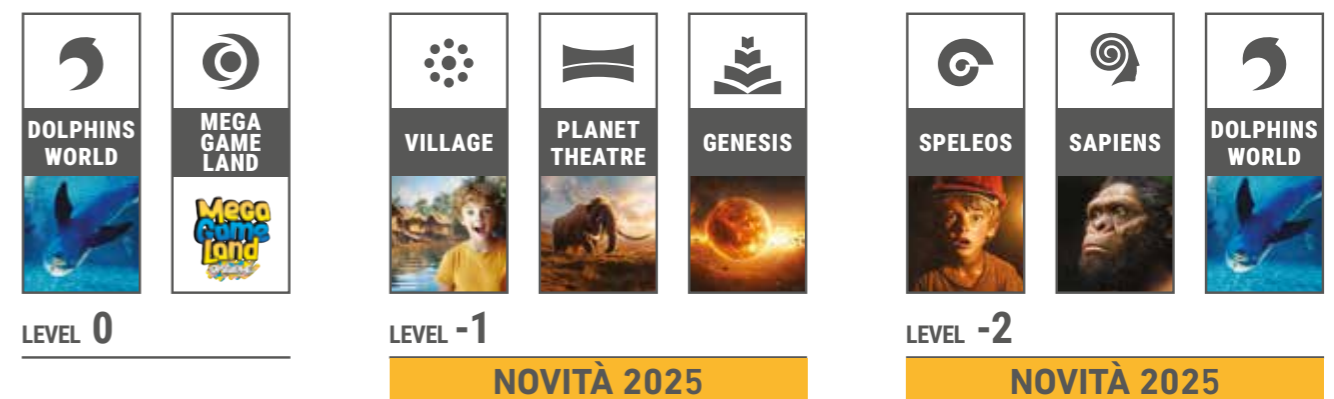 DOLPHINS
WORLD
MEGA
GAME
LAND
Mega
Game
Land
LEVEL 0
VILLAGE
PLANET
THEATRE
GENESIS
LEVEL -1
NOVITÀ 2025
SPELEOS
SAPIENS
DOLPHINS
WORLD
LEVEL -2
NOVITÀ 2025